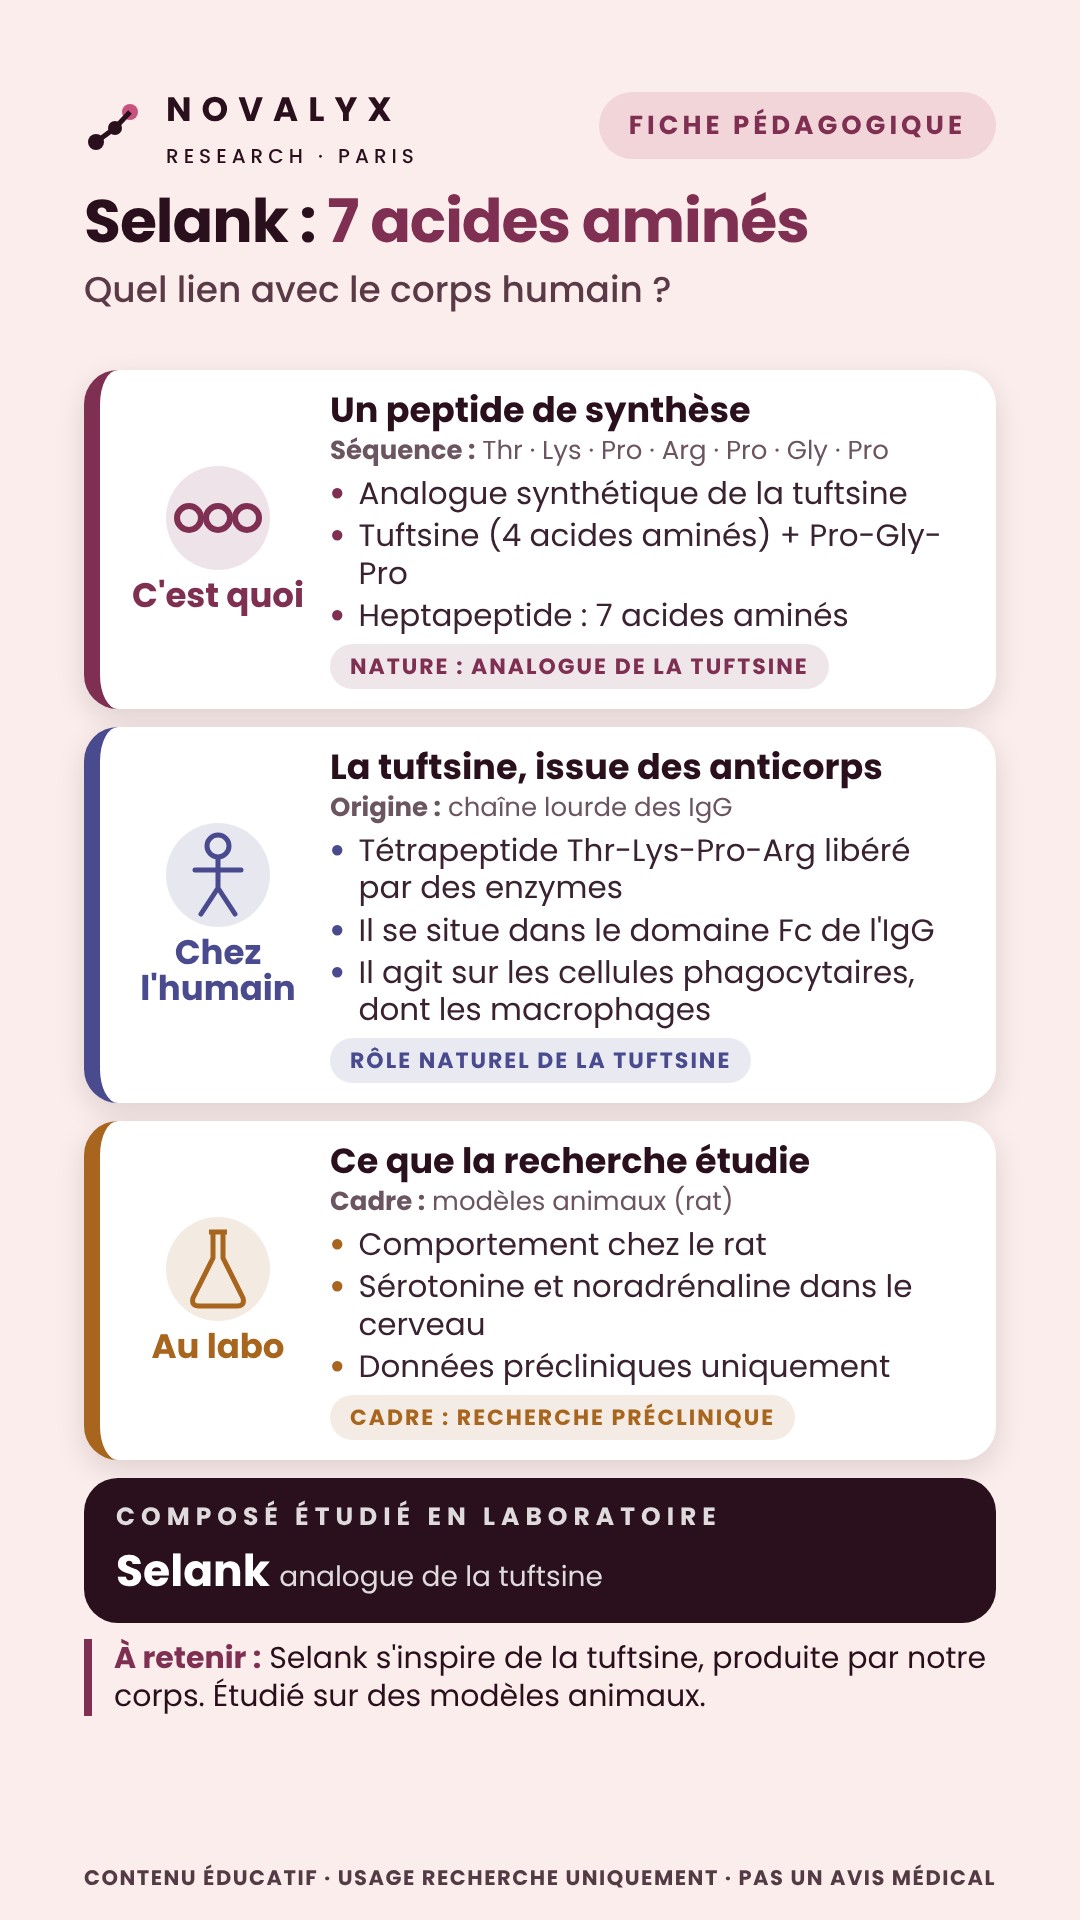 NOVALYX
RESEARCH · PARIS
FICHE PÉDAGOGIQUE
Selank : 7 acides aminés
Quel lien avec le corps humain ?
C'est quoi
Un peptide de synthèse
Séquence : Thr · Lys · Pro · Arg · Pro · Gly · Pro
• Analogue synthétique de la tuftsine
• Tuftsine (4 acides aminés) + Pro-Gly-
Pro
• Heptapeptide : 7 acides aminés
NATURE : ANALOGUE DE LA TUFTSINE
Chez
l'humain
La tuftsine, issue des anticorps
Origine : chaîne lourde des IgG
• Tétrapeptide Thr-Lys-Pro-Arg libéré
par des enzymes
• Il se situe dans le domaine Fc de l'IgG
• Il agit sur les cellules phagocytaires,
dont les macrophages
RÔLE NATUREL DE LA TUFTSINE
Au labo
Ce que la recherche étudie
Cadre : modèles animaux (rat)
• Comportement chez le rat
• Sérotonine et noradrénaline dans le
cerveau
• Données précliniques uniquement
CADRE : RECHERCHE PRÉCLINIQUE
COMPOSÉ ÉTUDIÉ EN LABORATOIRE
Selank analogue de la tuftsine
À retenir : Selank s'inspire de la tuftsine, produite par notre
corps. Étudié sur des modèles animaux.
CONTENU ÉDUCATIF · USAGE RECHERCHE UNIQUEMENT · PAS UN AVIS MÉDICAL